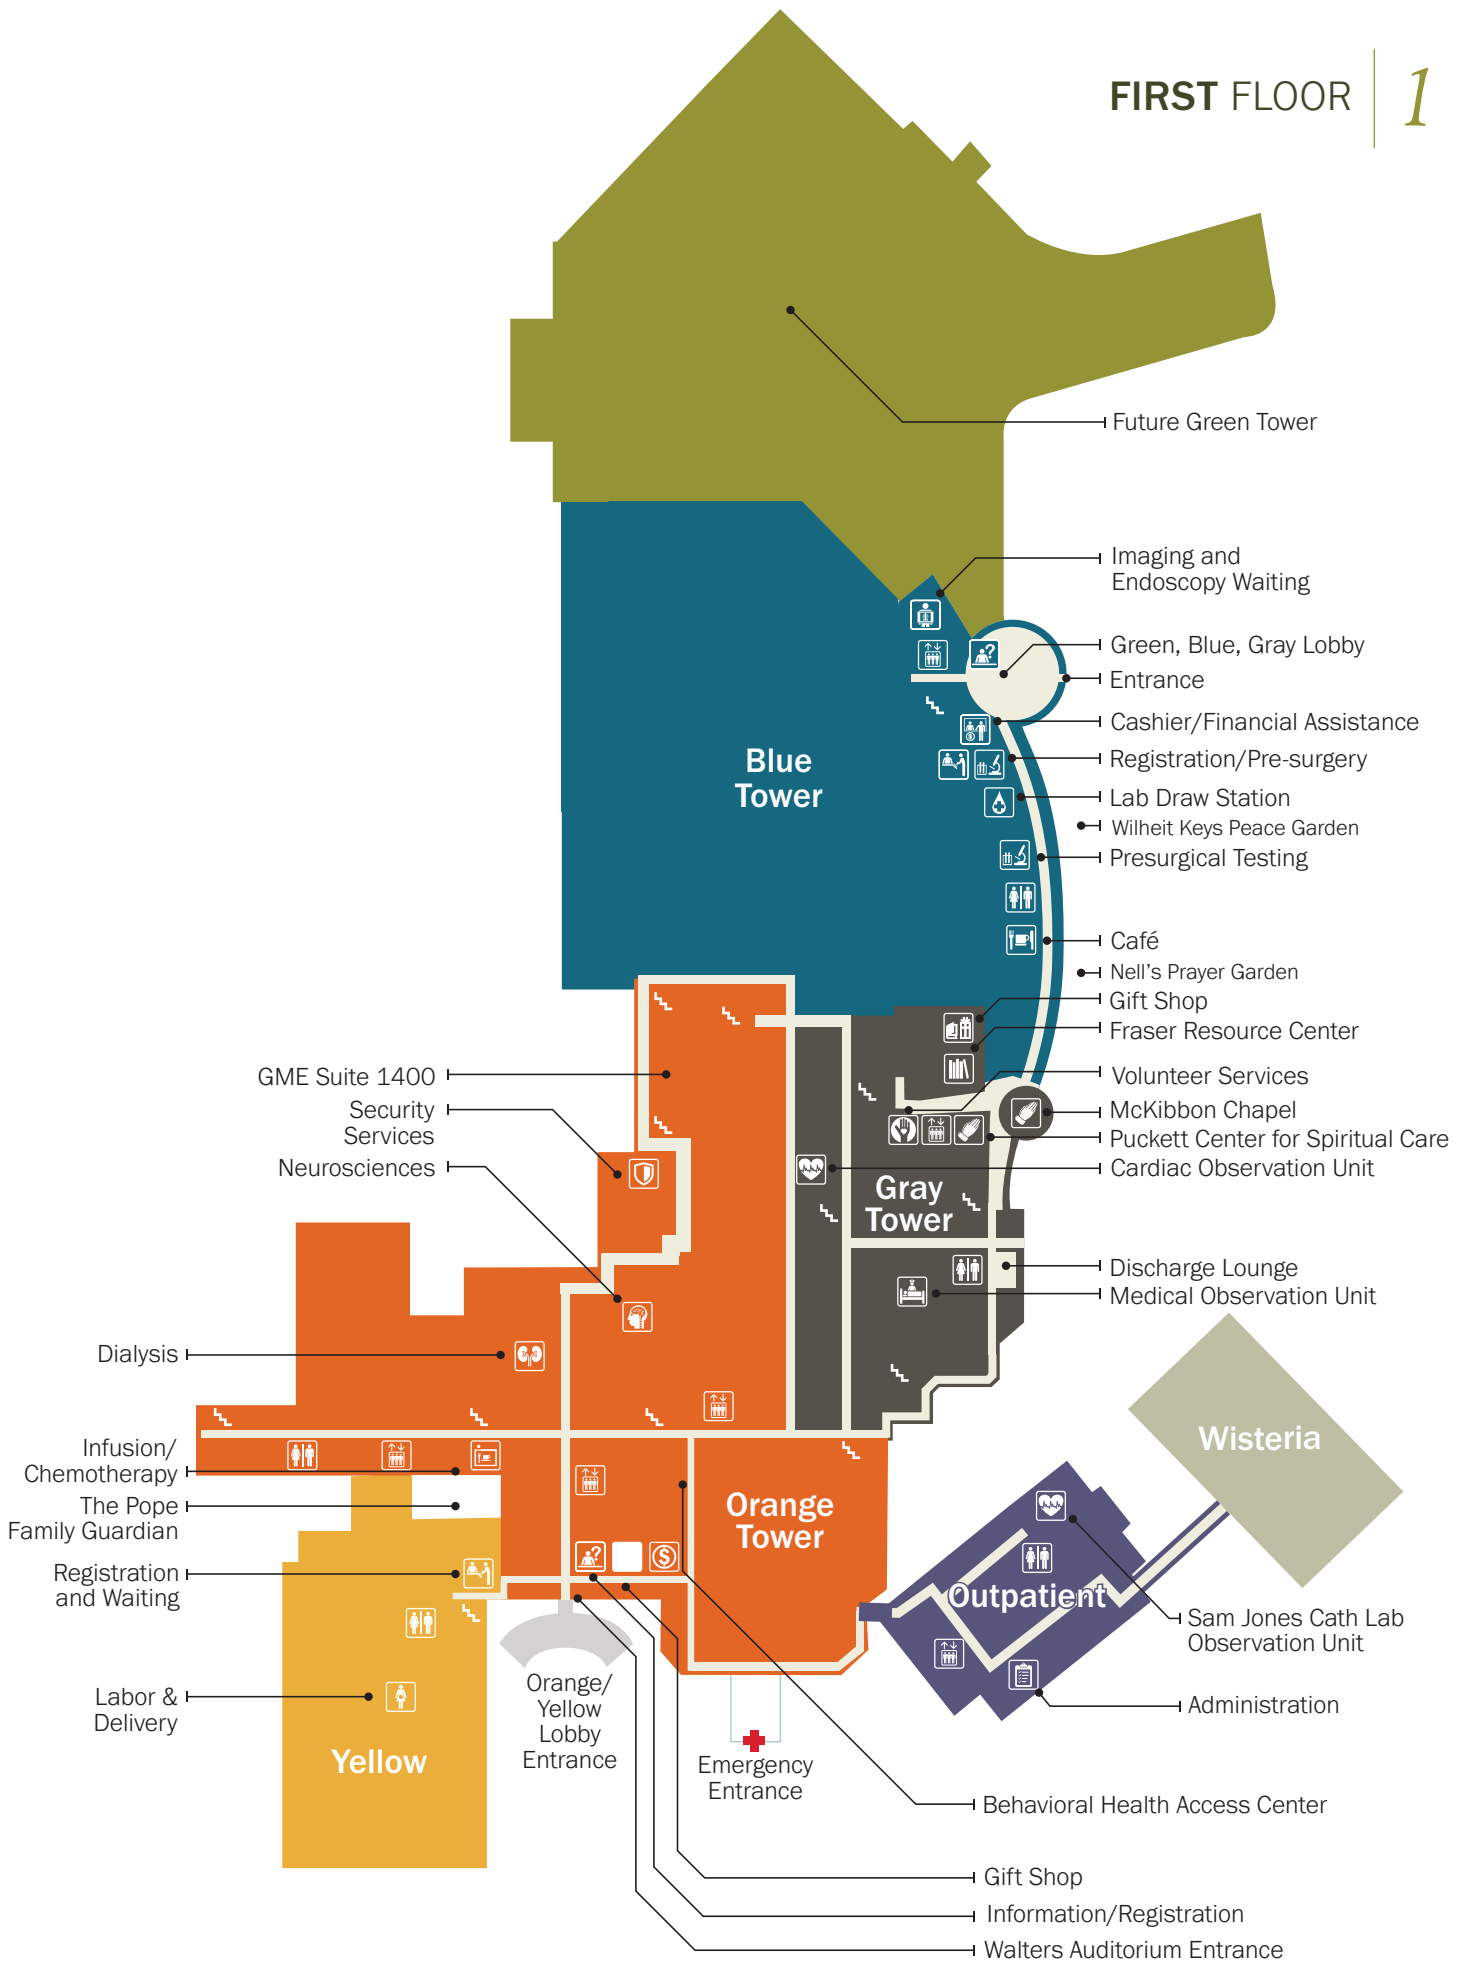 FIRST FLOOR 1
Future Green Tower
Imaging and
Endoscopy Waiting
Green, Blue, Gray Lobby
Entrance
Cashier/Financial Assistance
Registration/Pre-surgery
Lab Draw Station
Wilheit Keys Peace Garden
Presurgical Testing
Café
Nell's Prayer Garden
Gift Shop
Fraser Resource Center
Volunteer Services
McKibbon Chapel
Puckett Center for Spiritual Care
Cardiac Observation Unit
Discharge Lounge
Medical Observation Unit
Blue
Tower
Gray
Tower
GME Suite 1400
Security
Services
Neurosciences
Dialysis
Infusion/
Chemotherapy
The Pope
Family Guardian
Registration
and Waiting
Labor &
Delivery
Yellow
Orange
Tower
Orange/
Yellow
Lobby
Entrance
Emergency
Entrance
Wisteria
Outpatient
Sam Jones Cath Lab
Observation Unit
Administration
Behavioral Health Access Center
Gift Shop
Information/Registration
Walters Auditorium Entrance